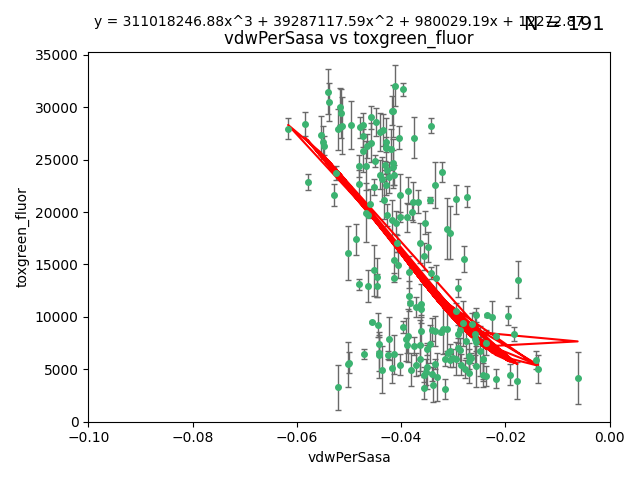 y = 311018246.88x^3 + 39287117.59x^2 + 980029.19x + 12272.87
N = 191
vdwPerSasa vs toxgreen_fluor
35000
30000
25000
20000
15000
10000
5000
0
toxgreen_fluor
−0.10
−0.08
−0.06
−0.04
−0.02
0.00
vdwPerSasa